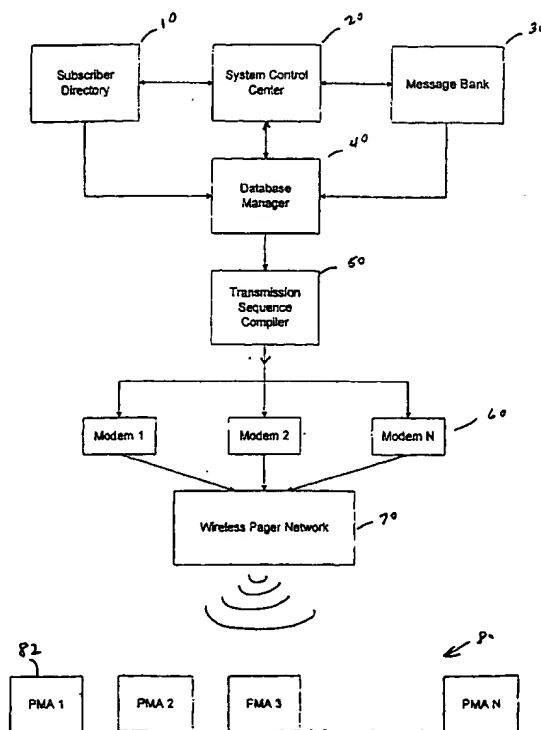 10
20
30
Subscriber
Directory
System Control
Center
Message Bank
40
Database
Manager
50
Transmission
Sequence
Compiler
Modem 1
Modem 2
Modem N
60
Wireless Pager Network
70
82
80
PMA 1
PMA 2
PMA 3
PMA N